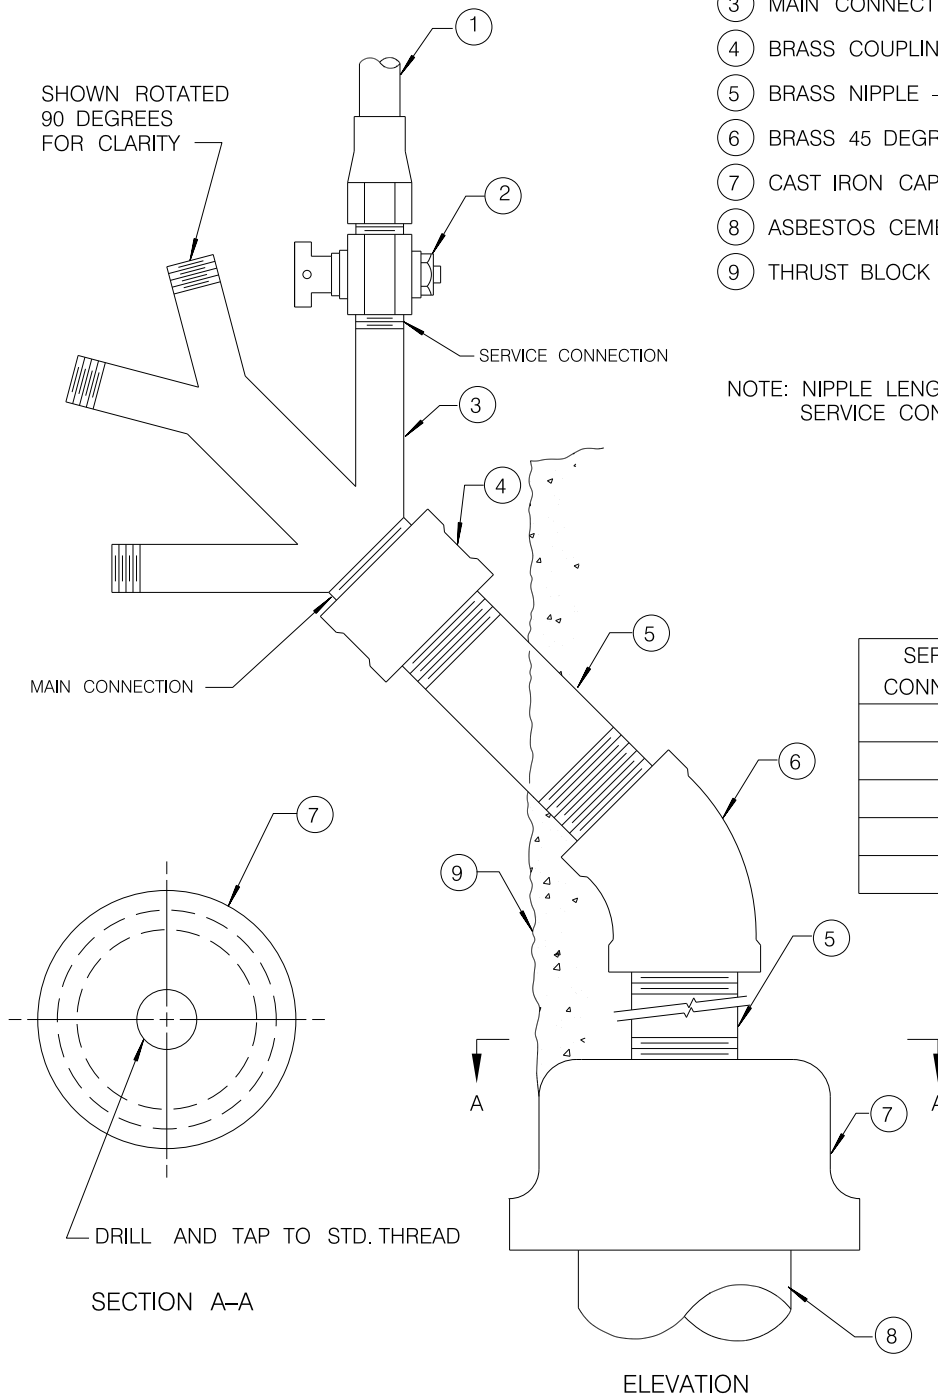 3 MAIN CONNECT
4 BRASS COUPLIN
5 BRASS NIPPLE –
6 BRASS 45 DEGR
7 CAST IRON CAP
8 ASBESTOS CEM
9 THRUST BLOCK
1
SHOWN ROTATED
90 DEGREES
FOR CLARITY
2
SERVICE CONNECTION
3
NOTE: NIPPLE LENG
SERVICE CON
4
5
SER
CONN
MAIN CONNECTION
6
7
9
5
A
A
7
DRILL AND TAP TO STD. THREAD
SECTION A–A
8
ELEVATION